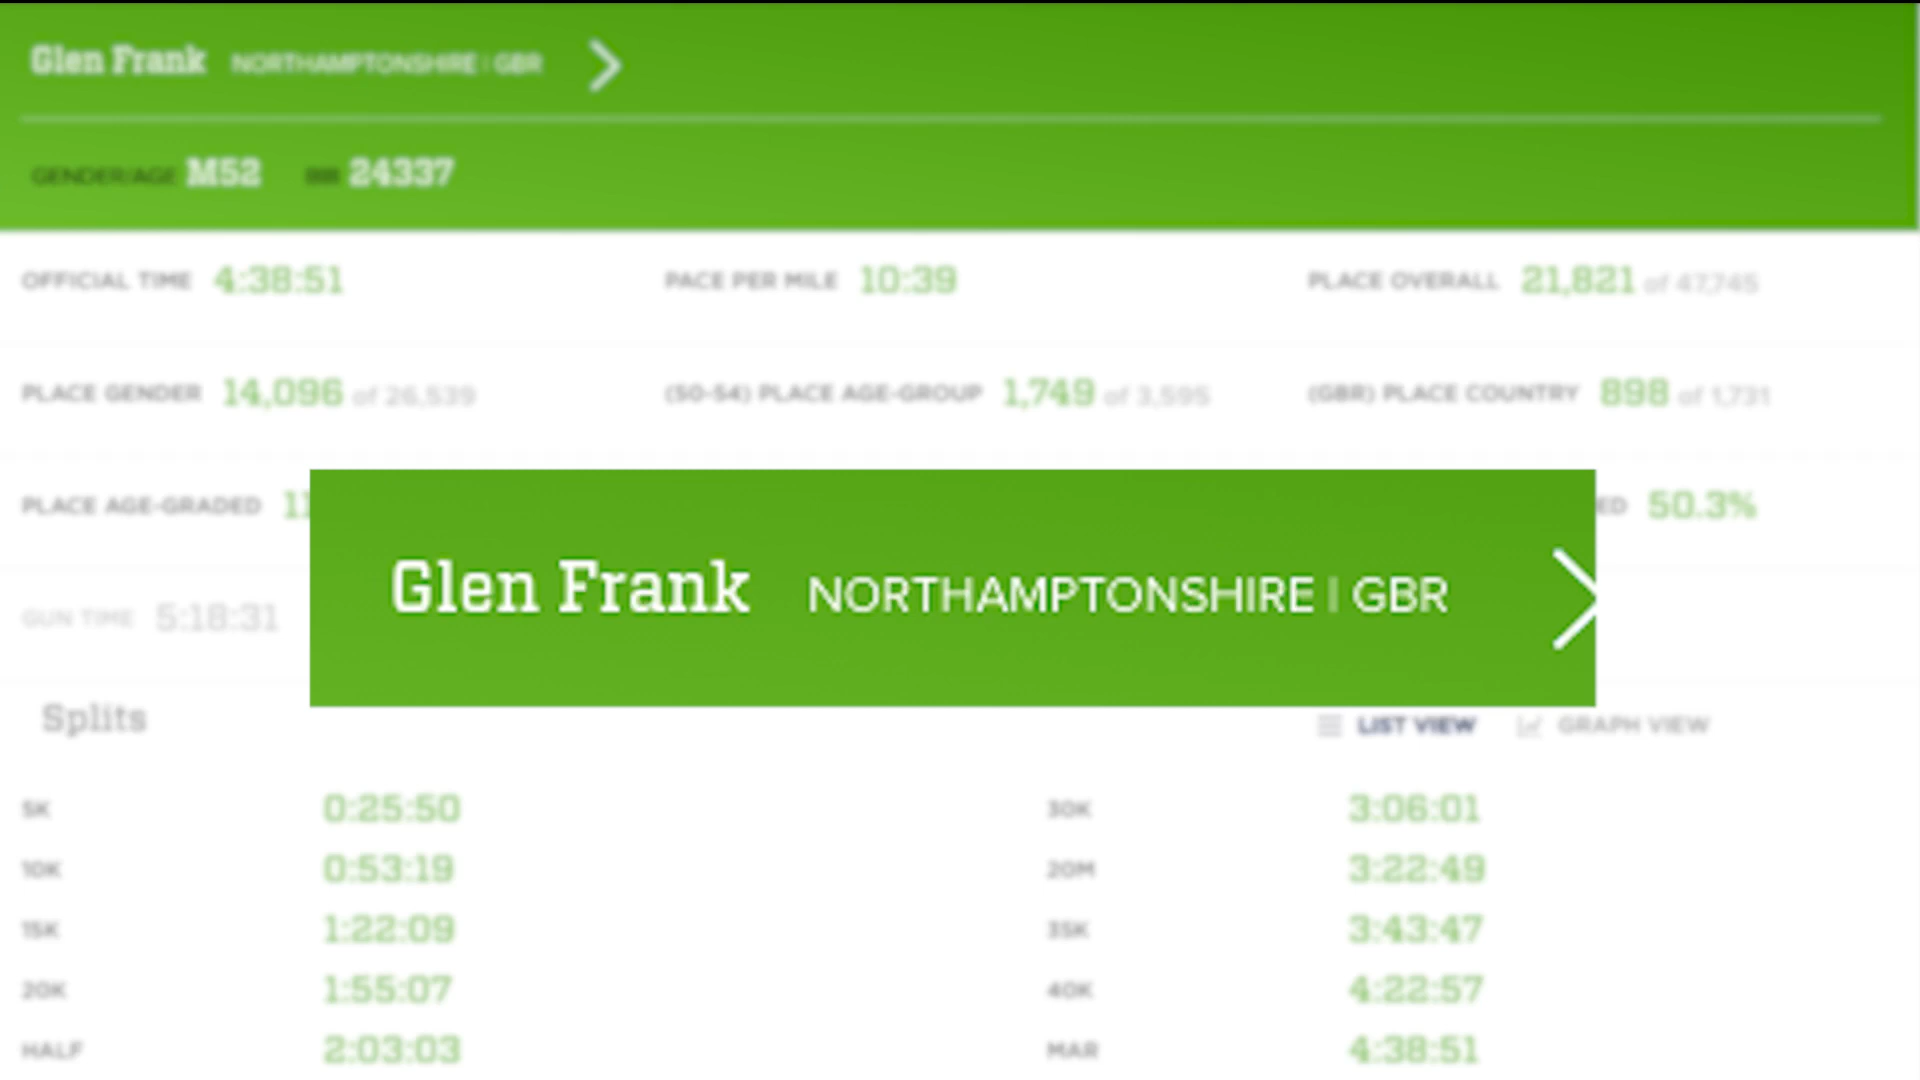 Glen Frank NORTHAMPTONSHIRE | GBR
GENDER/AGE M52 BIB 24337
OFFICIAL TIME 4:38:51 PACE PER MILE 10:39 PLACE OVERALL 21,821 of 47,745
PLACE GENDER 14,096 of 26,539 (50-54) PLACE AGE-GROUP 1,749 of 3,595 (GBR) PLACE COUNTRY 898 of 1,731
PLACE AGE-GRADED 50.3%
Glen Frank NORTHAMPTONSHIRE | GBR
GUN TIME 5:18:31
Splits LIST VIEW GRAPH VIEW
5K 0:25:50 30K 3:06:01
10K 0:53:19 20M 3:22:49
15K 1:22:09 35K 3:43:47
20K 1:55:07 40K 4:22:57
HALF 2:03:03 MAR 4:38:51